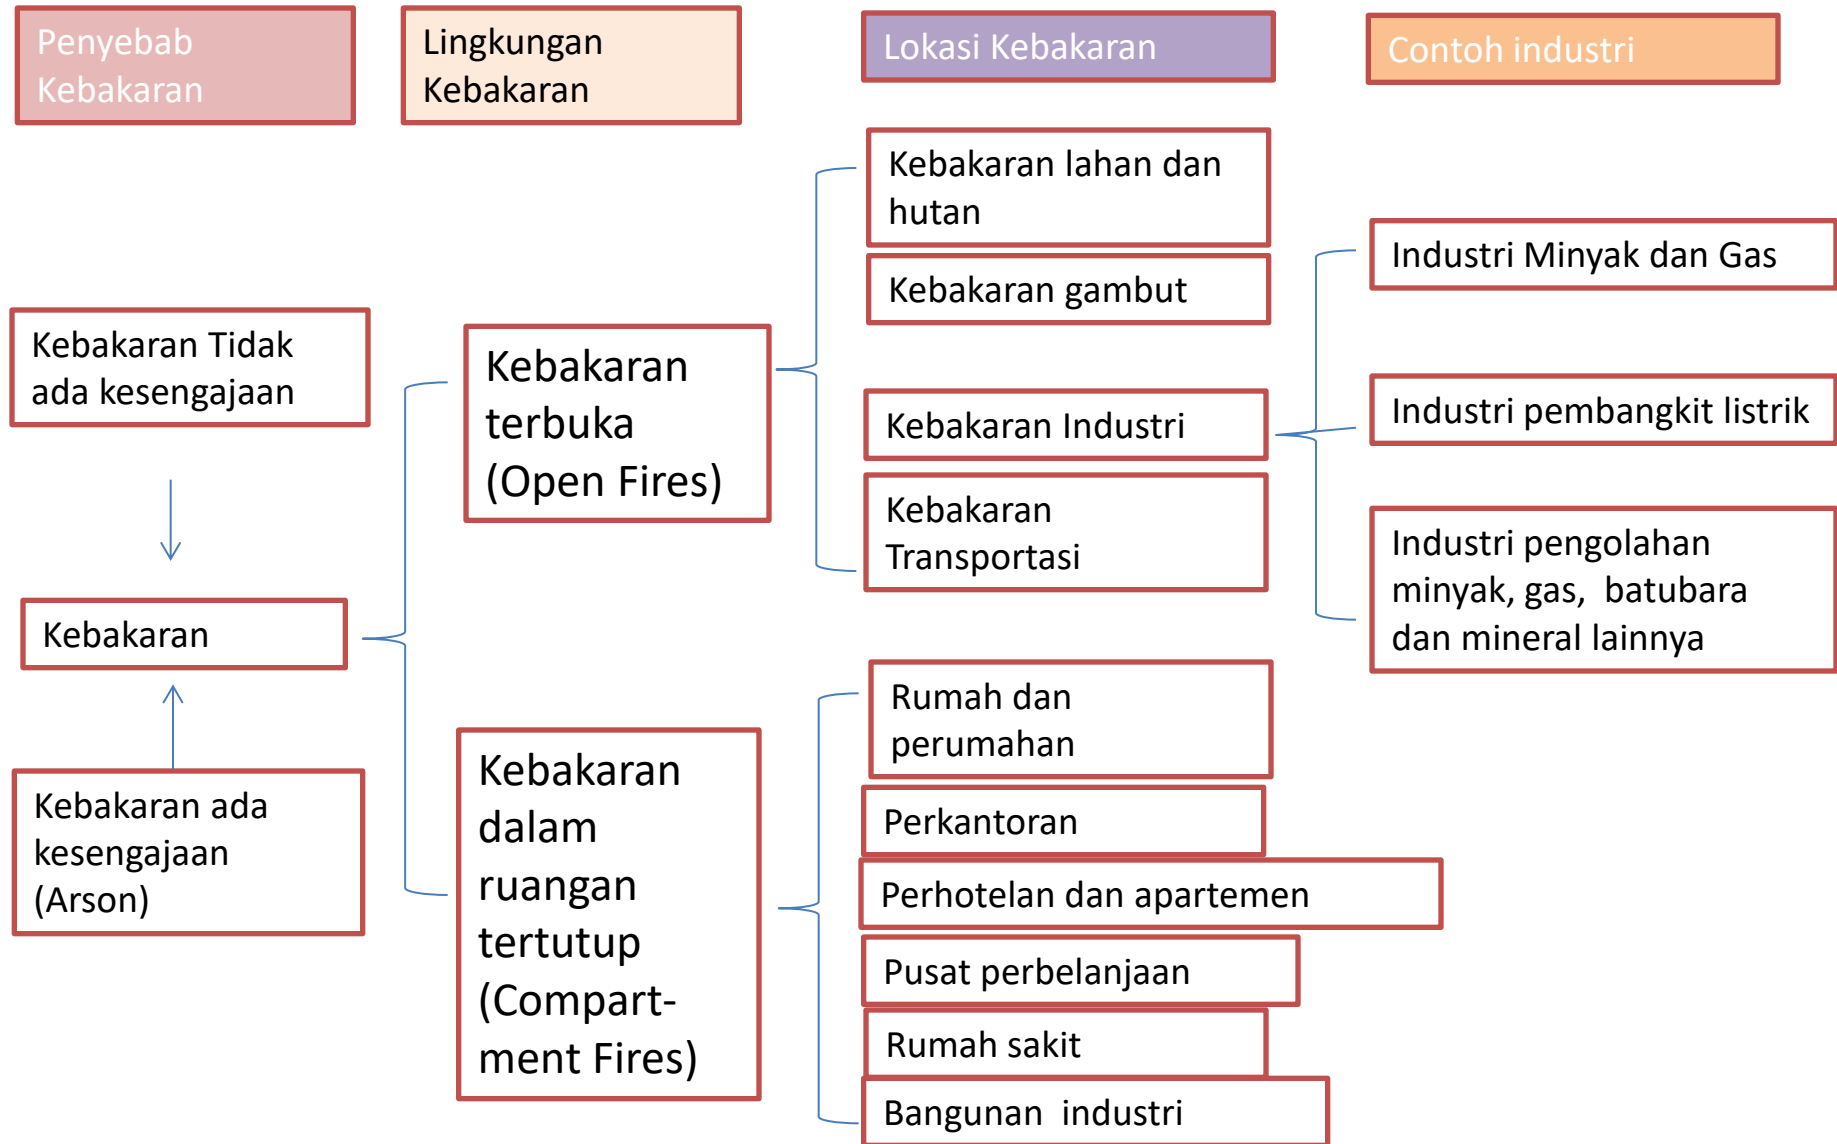 Penyebab
Kebakaran
Lingkungan
Kebakaran
Lokasi Kebakaran
Contoh industri
Kebakaran Tidak
ada kesengajaan
Kebakaran
Kebakaran ada
kesengajaan
(Arson)
Kebakaran
terbuka
(Open Fires)
Kebakaran
dalam
ruangan
tertutup
(Compart-
ment Fires)
Kebakaran lahan dan
hutan
Kebakaran gambut
Kebakaran Industri
Kebakaran
Transportasi
Rumah dan
perumahan
Perkantoran
Perhotelan dan apartemen
Pusat perbelanjaan
Rumah sakit
Bangunan  industri
Industri Minyak dan Gas
Industri pembangkit listrik
Industri pengolahan
minyak, gas,  batubara
dan mineral lainnya